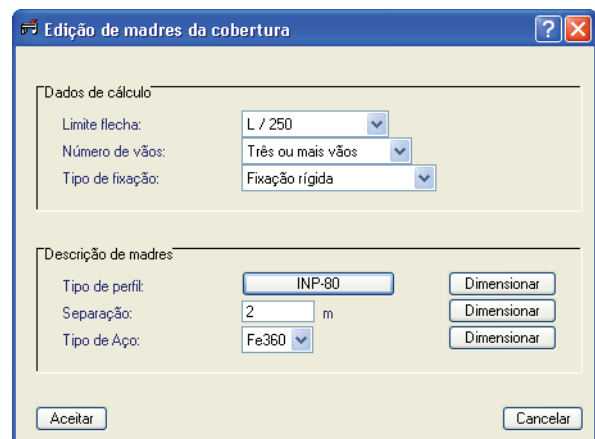 Edição de madres da cobertura
Dados de cálculo
Limite flecha: L / 250
Número de vãos: Três ou mais vãos
Tipo de fixação: Fixação rígida
Descrição de madres
Tipo de perfil: INP-80 Dimensionar
Separação: 2 m Dimensionar
Tipo de Aço: Fe360 Dimensionar
Aceitar Cancelar